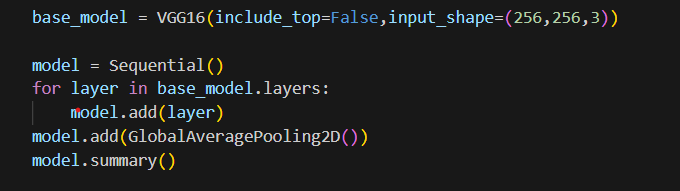 base_model = VGG16(include_top=False,input_shape=(256,256,3))
model = Sequential()
for layer in base_model.layers:
    model.add(layer)
model.add(GlobalAveragePooling2D())
model.summary()